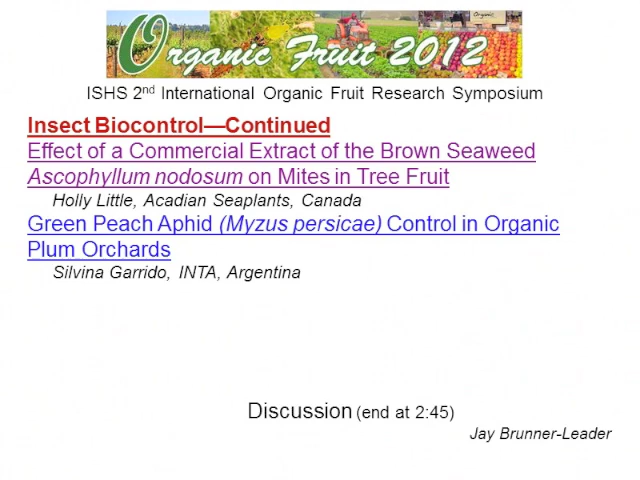 Organic Fruit 2012
Organic
ISHS 2nd International Organic Fruit Research Symposium
Insect Biocontrol—Continued
Effect of a Commercial Extract of the Brown Seaweed
Ascophyllum nodosum on Mites in Tree Fruit
Holly Little, Acadian Seaplants, Canada
Green Peach Aphid (Myzus persicae) Control in Organic
Plum Orchards
Silvina Garrido, INTA, Argentina
Discussion (end at 2:45)
Jay Brunner-Leader